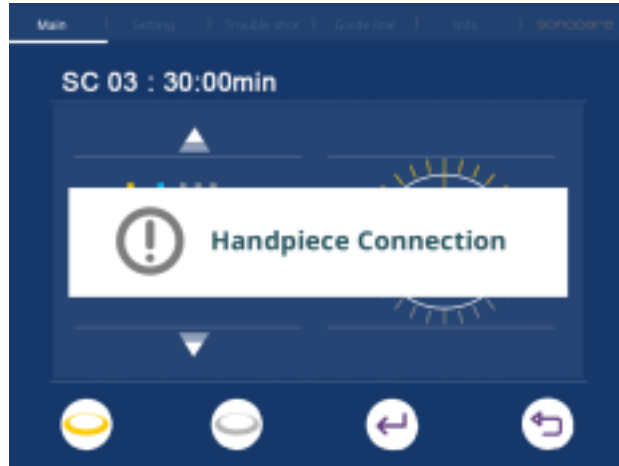 Main | Setting | Trouble shot | Guide line | Info. | sonocare
SC 03 : 30:00min
Handpiece Connection